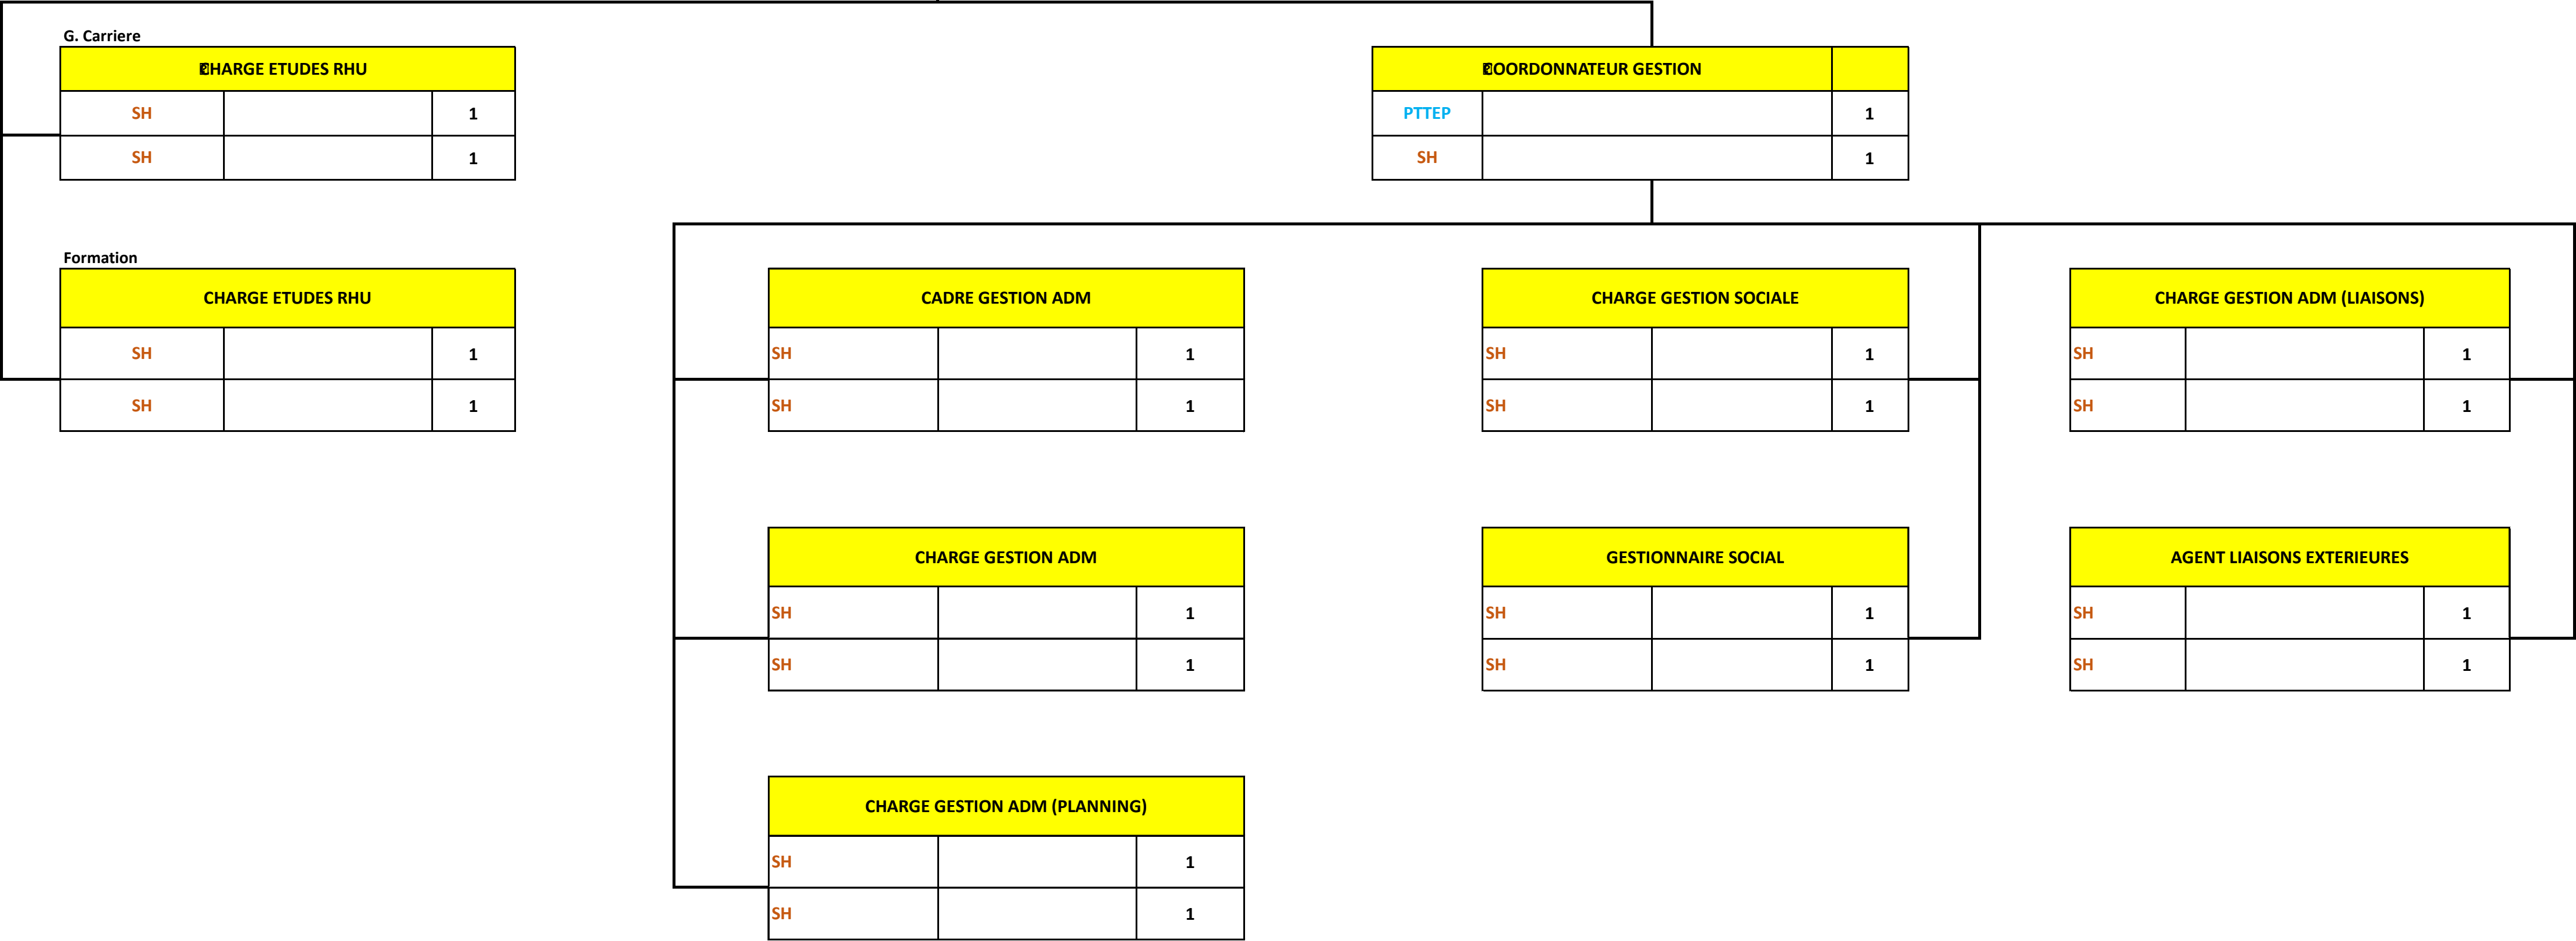 G. Carriere
CHARGE ETUDES RHU
SH 1
SH 1
COORDONNATEUR GESTION
PTTEP 1
SH 1
Formation
CHARGE ETUDES RHU
SH 1
SH 1
CADRE GESTION ADM
SH 1
SH 1
CHARGE GESTION SOCIALE
SH 1
SH 1
CHARGE GESTION ADM (LIAISONS)
SH 1
SH 1
CHARGE GESTION ADM
SH 1
SH 1
GESTIONNAIRE SOCIAL
SH 1
SH 1
AGENT LIAISONS EXTERIEURES
SH 1
SH 1
CHARGE GESTION ADM (PLANNING)
SH 1
SH 1